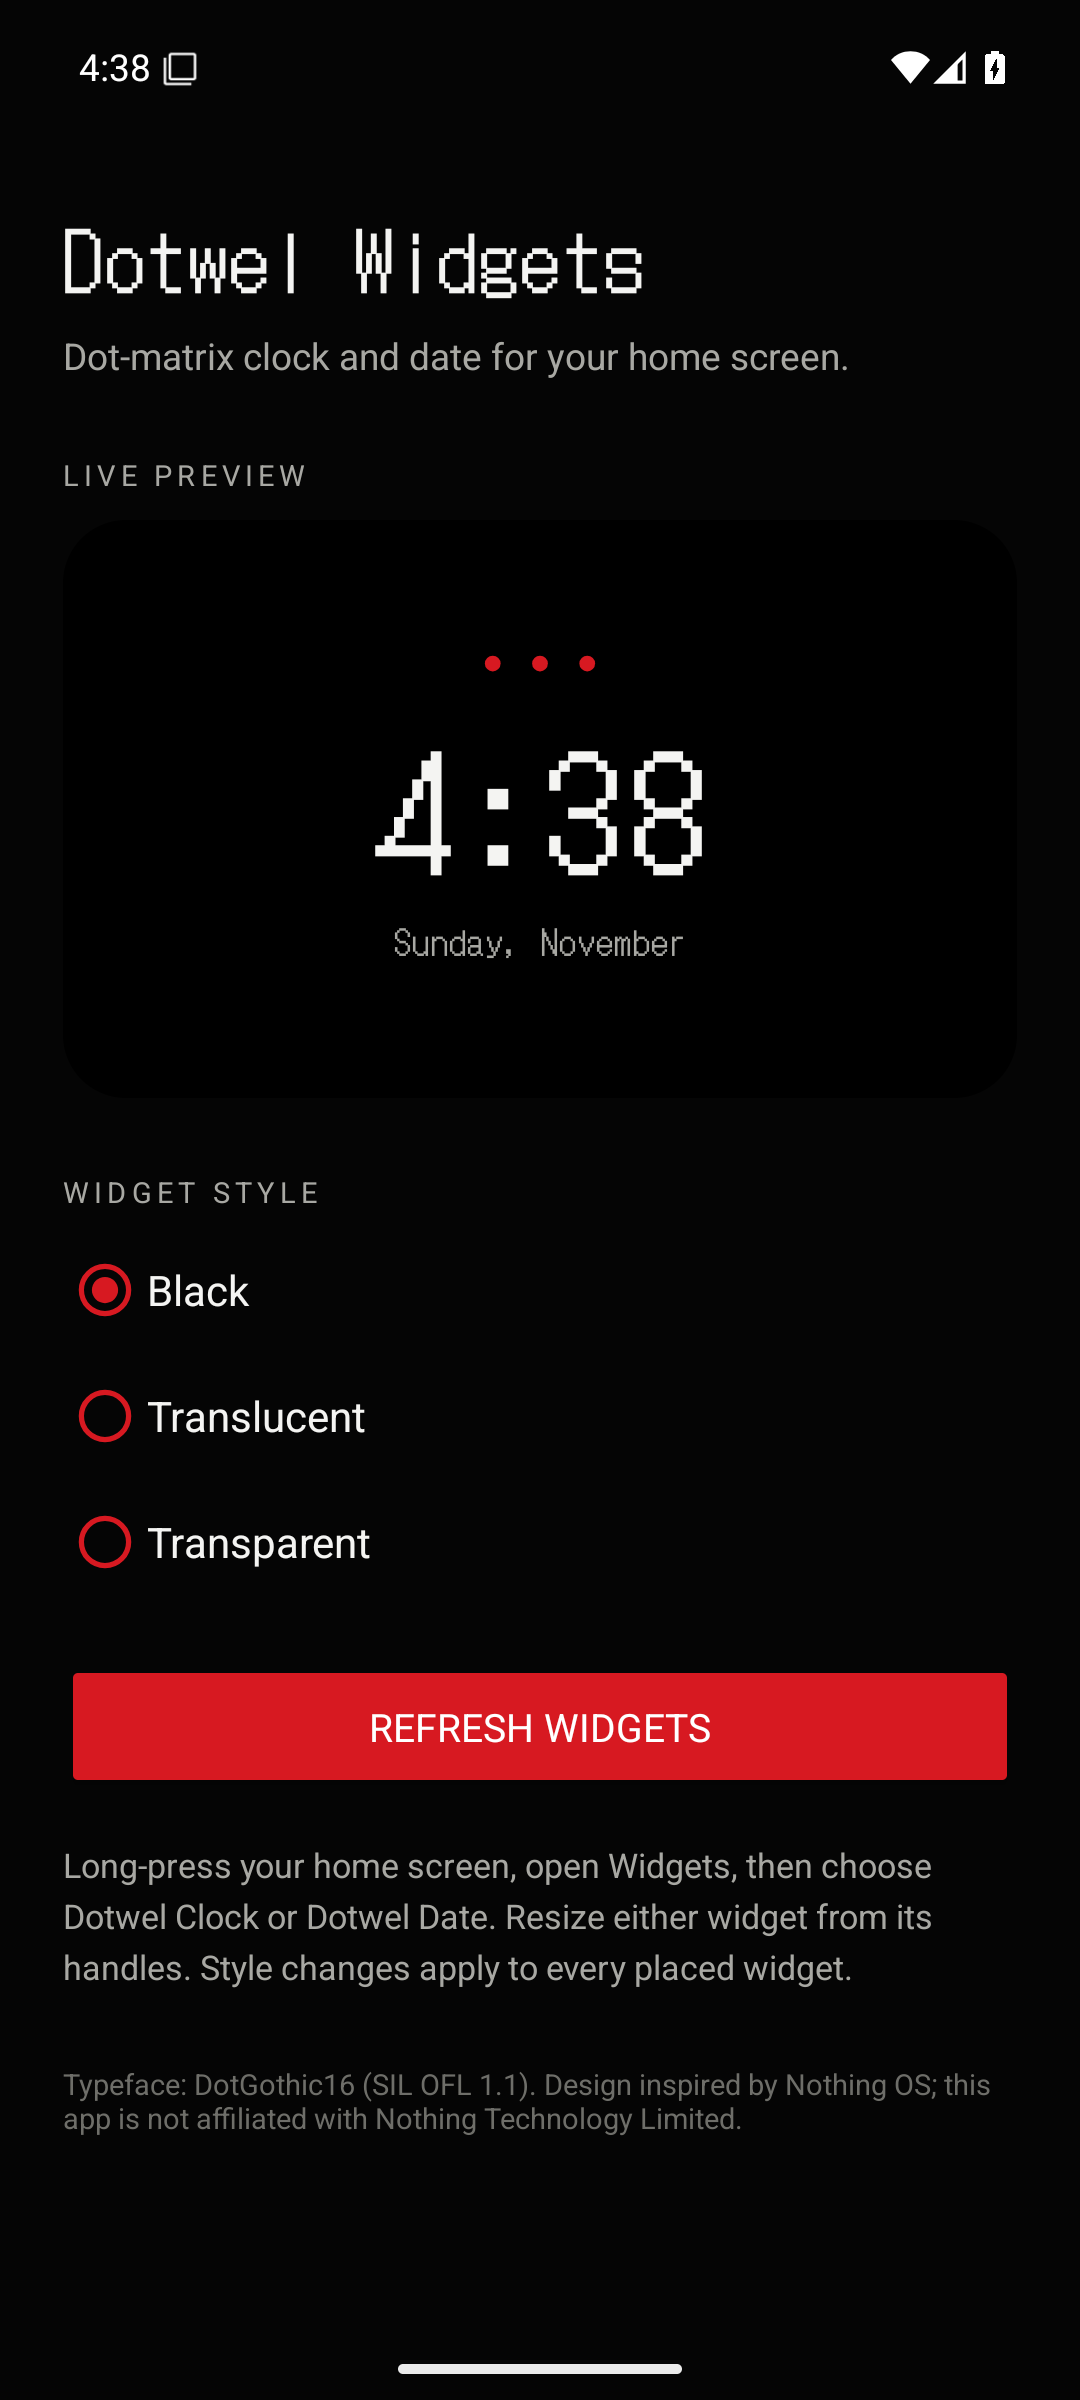 4:38
Dotwel Widgets
Dot-matrix clock and date for your home screen.
LIVE PREVIEW
4:38
Sunday, November
WIDGET STYLE
Black
Translucent
Transparent
REFRESH WIDGETS
Long-press your home screen, open Widgets, then choose
Dotwel Clock or Dotwel Date. Resize either widget from its
handles. Style changes apply to every placed widget.
Typeface: DotGothic16 (SIL OFL 1.1). Design inspired by Nothing OS; this
app is not affiliated with Nothing Technology Limited.